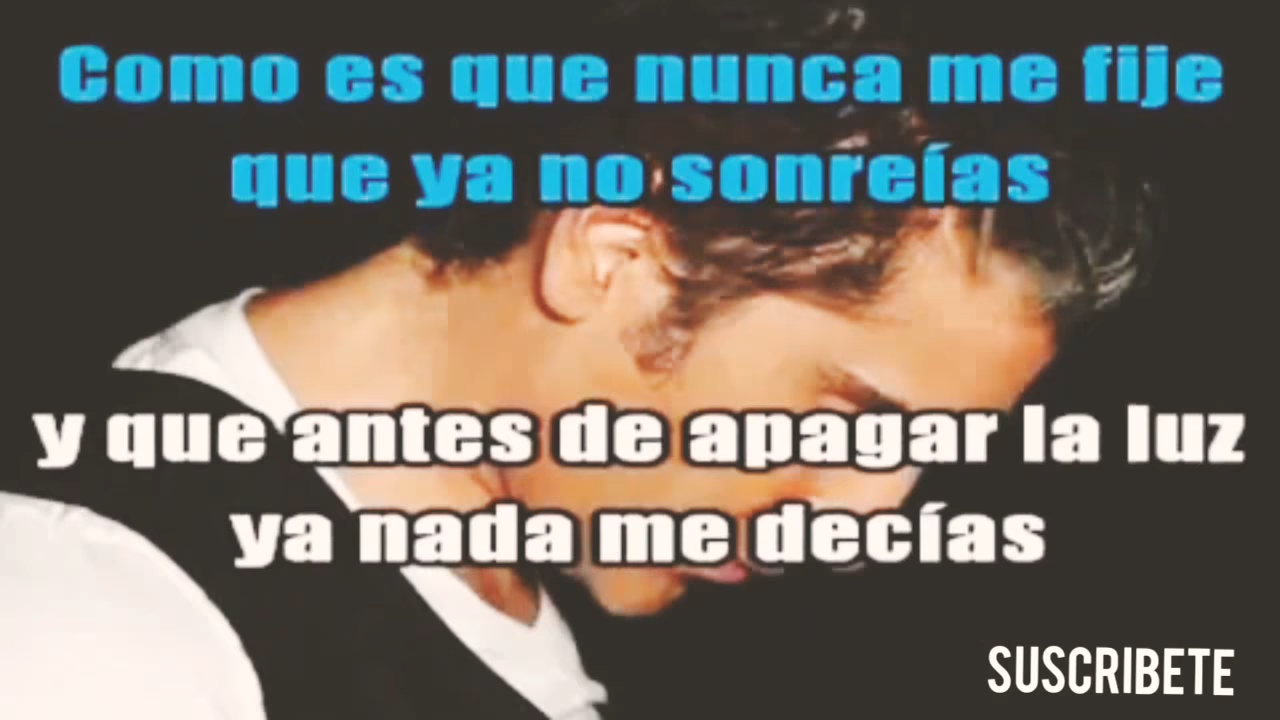 Como es que nunca me fije
que ya no sonreías
y que antes de apagar la luz
ya nada me decías
SUSCRIBETE